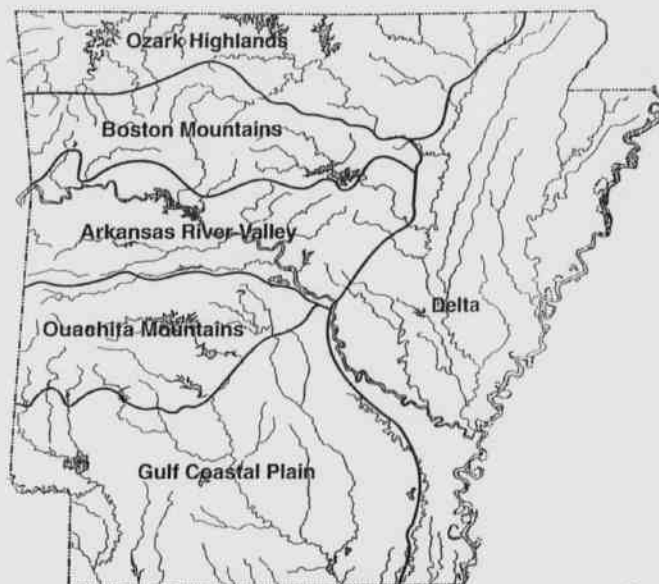 Ozark Highlands
Boston Mountains
Arkansas River Valley
Delta
Ouachita Mountains
Gulf Coastal Plain